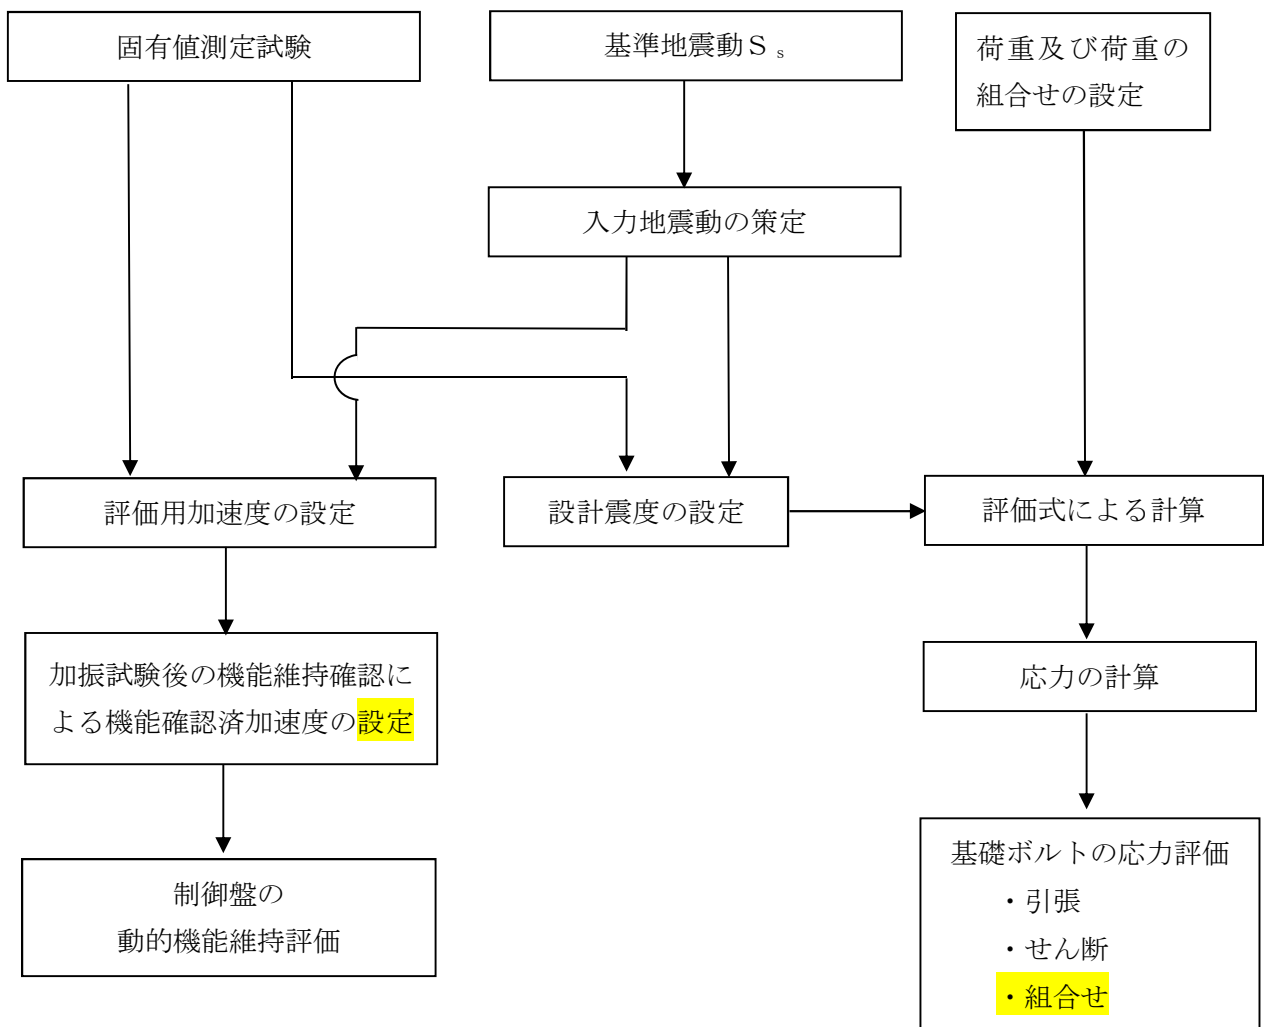 固有値測定試験
基準地震動Ｓs
荷重及び荷重の
組合せの設定
入力地震動の策定
評価用加速度の設定
設計震度の設定
評価式による計算
加振試験後の機能維持確認に
よる機能確認済加速度の設定
応力の計算
制御盤の
動的機能維持評価
基礎ボルトの応力評価
・引張
・せん断
・組合せ